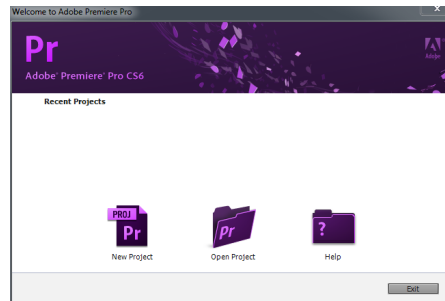 Welcome to Adobe Premiere Pro
Pr
Adobe
Adobe® Premiere® Pro CS6
Recent Projects
PROJ
Pr
Pr
?
New Project
Open Project
Help
Exit